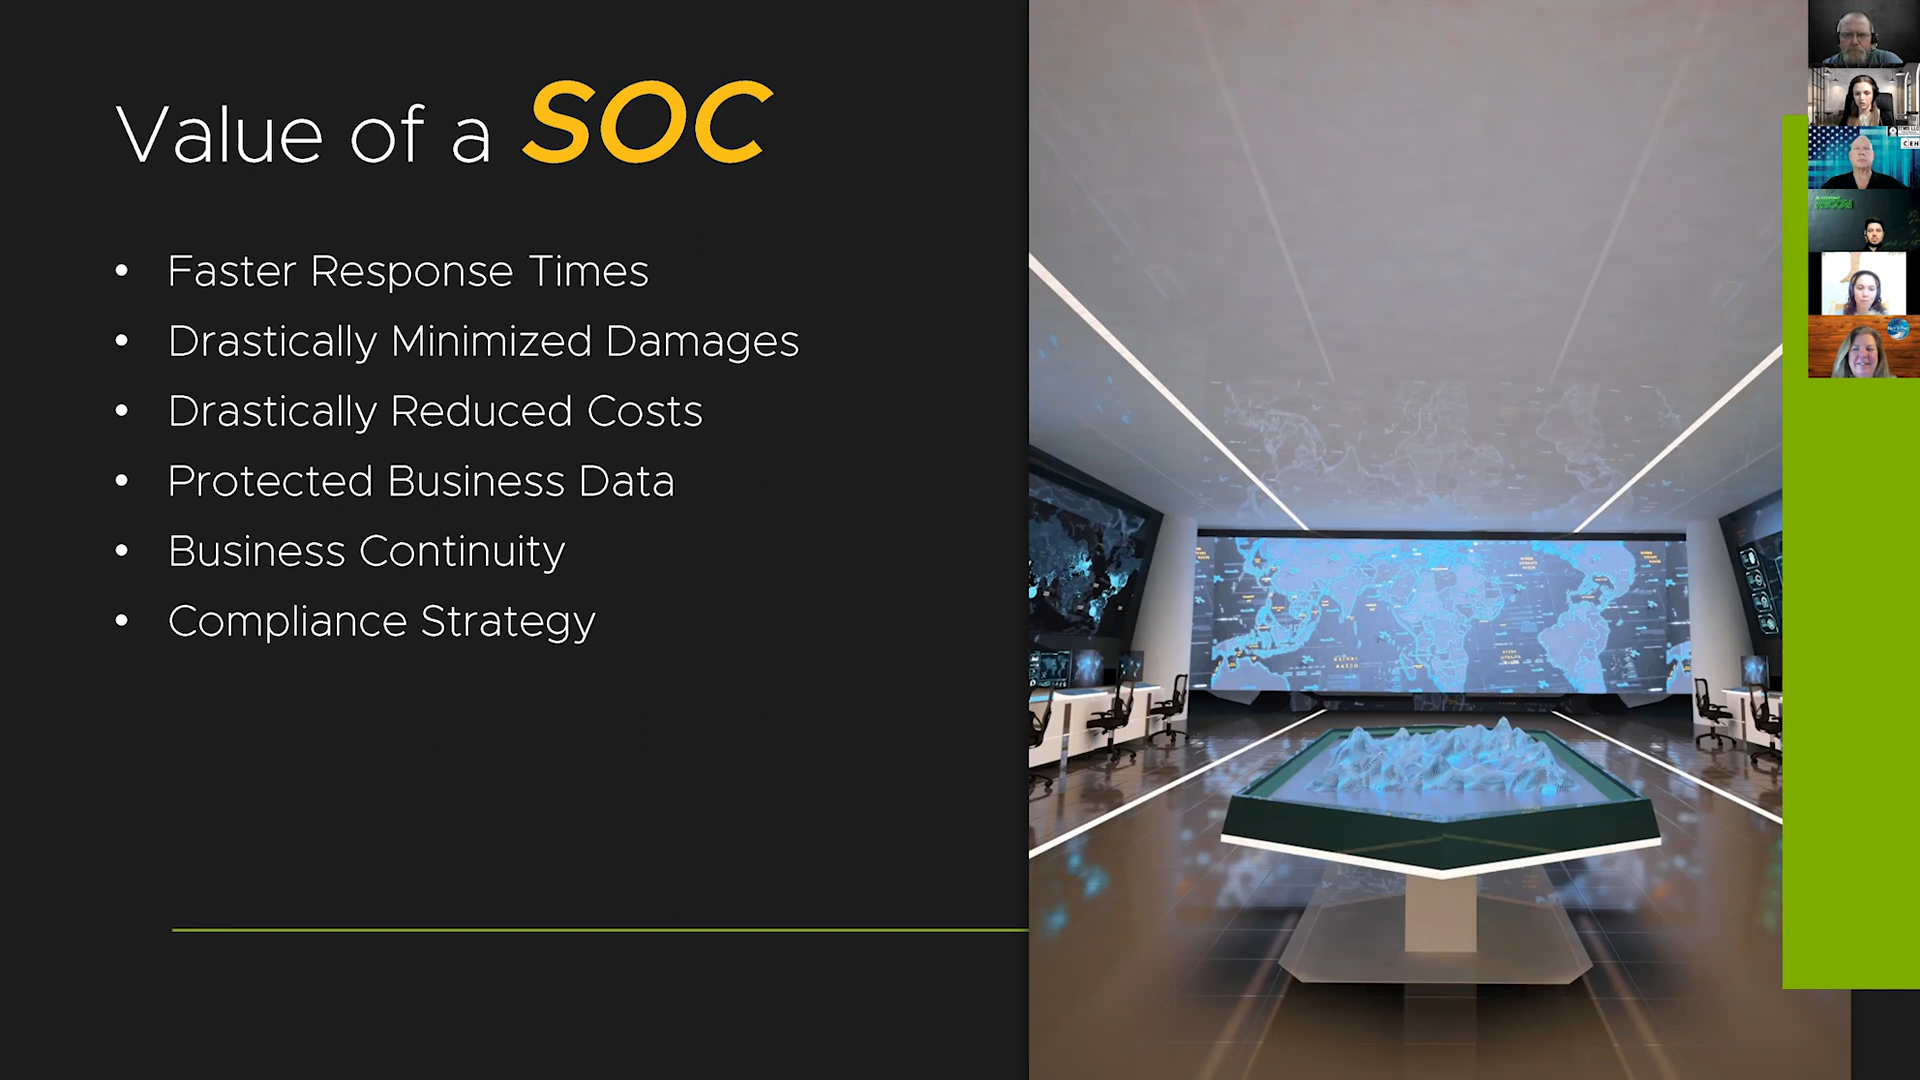 Value of a SOC
• Faster Response Times
• Drastically Minimized Damages
• Drastically Reduced Costs
• Protected Business Data
• Business Continuity
• Compliance Strategy
CEH